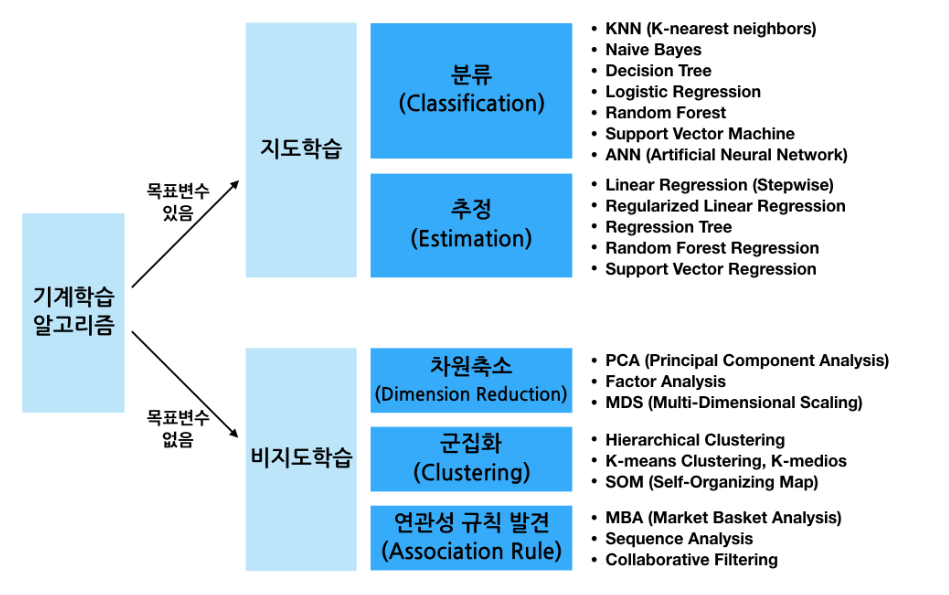 기계학습
알고리즘
목표변수
있음
지도학습
분류
(Classification)
• KNN (K-nearest neighbors)
• Naive Bayes
• Decision Tree
• Logistic Regression
• Random Forest
• Support Vector Machine
• ANN (Artificial Neural Network)
추정
(Estimation)
• Linear Regression (Stepwise)
• Regularized Linear Regression
• Regression Tree
• Random Forest Regression
• Support Vector Regression
목표변수
없음
비지도학습
차원축소
(Dimension Reduction)
• PCA (Principal Component Analysis)
• Factor Analysis
• MDS (Multi-Dimensional Scaling)
군집화
(Clustering)
• Hierarchical Clustering
• K-means Clustering, K-medios
• SOM (Self-Organizing Map)
연관성 규칙 발견
(Association Rule)
• MBA (Market Basket Analysis)
• Sequence Analysis
• Collaborative Filtering